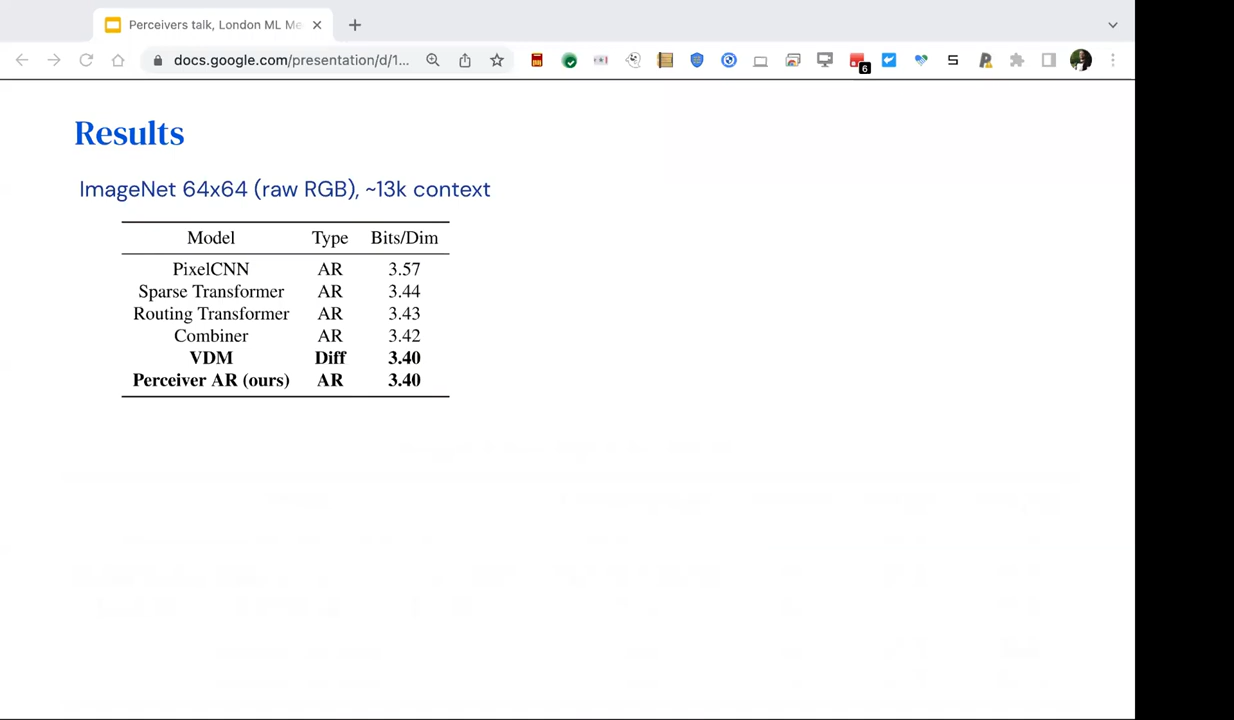 Perceivers talk, London ML Me
docs.google.com/presentation/d/1...
6
Results
ImageNet 64x64 (raw RGB), ~13k context
Model Type Bits/Dim
PixelCNN AR 3.57
Sparse Transformer AR 3.44
Routing Transformer AR 3.43
Combiner AR 3.42
VDM Diff 3.40
Perceiver AR (ours) AR 3.40